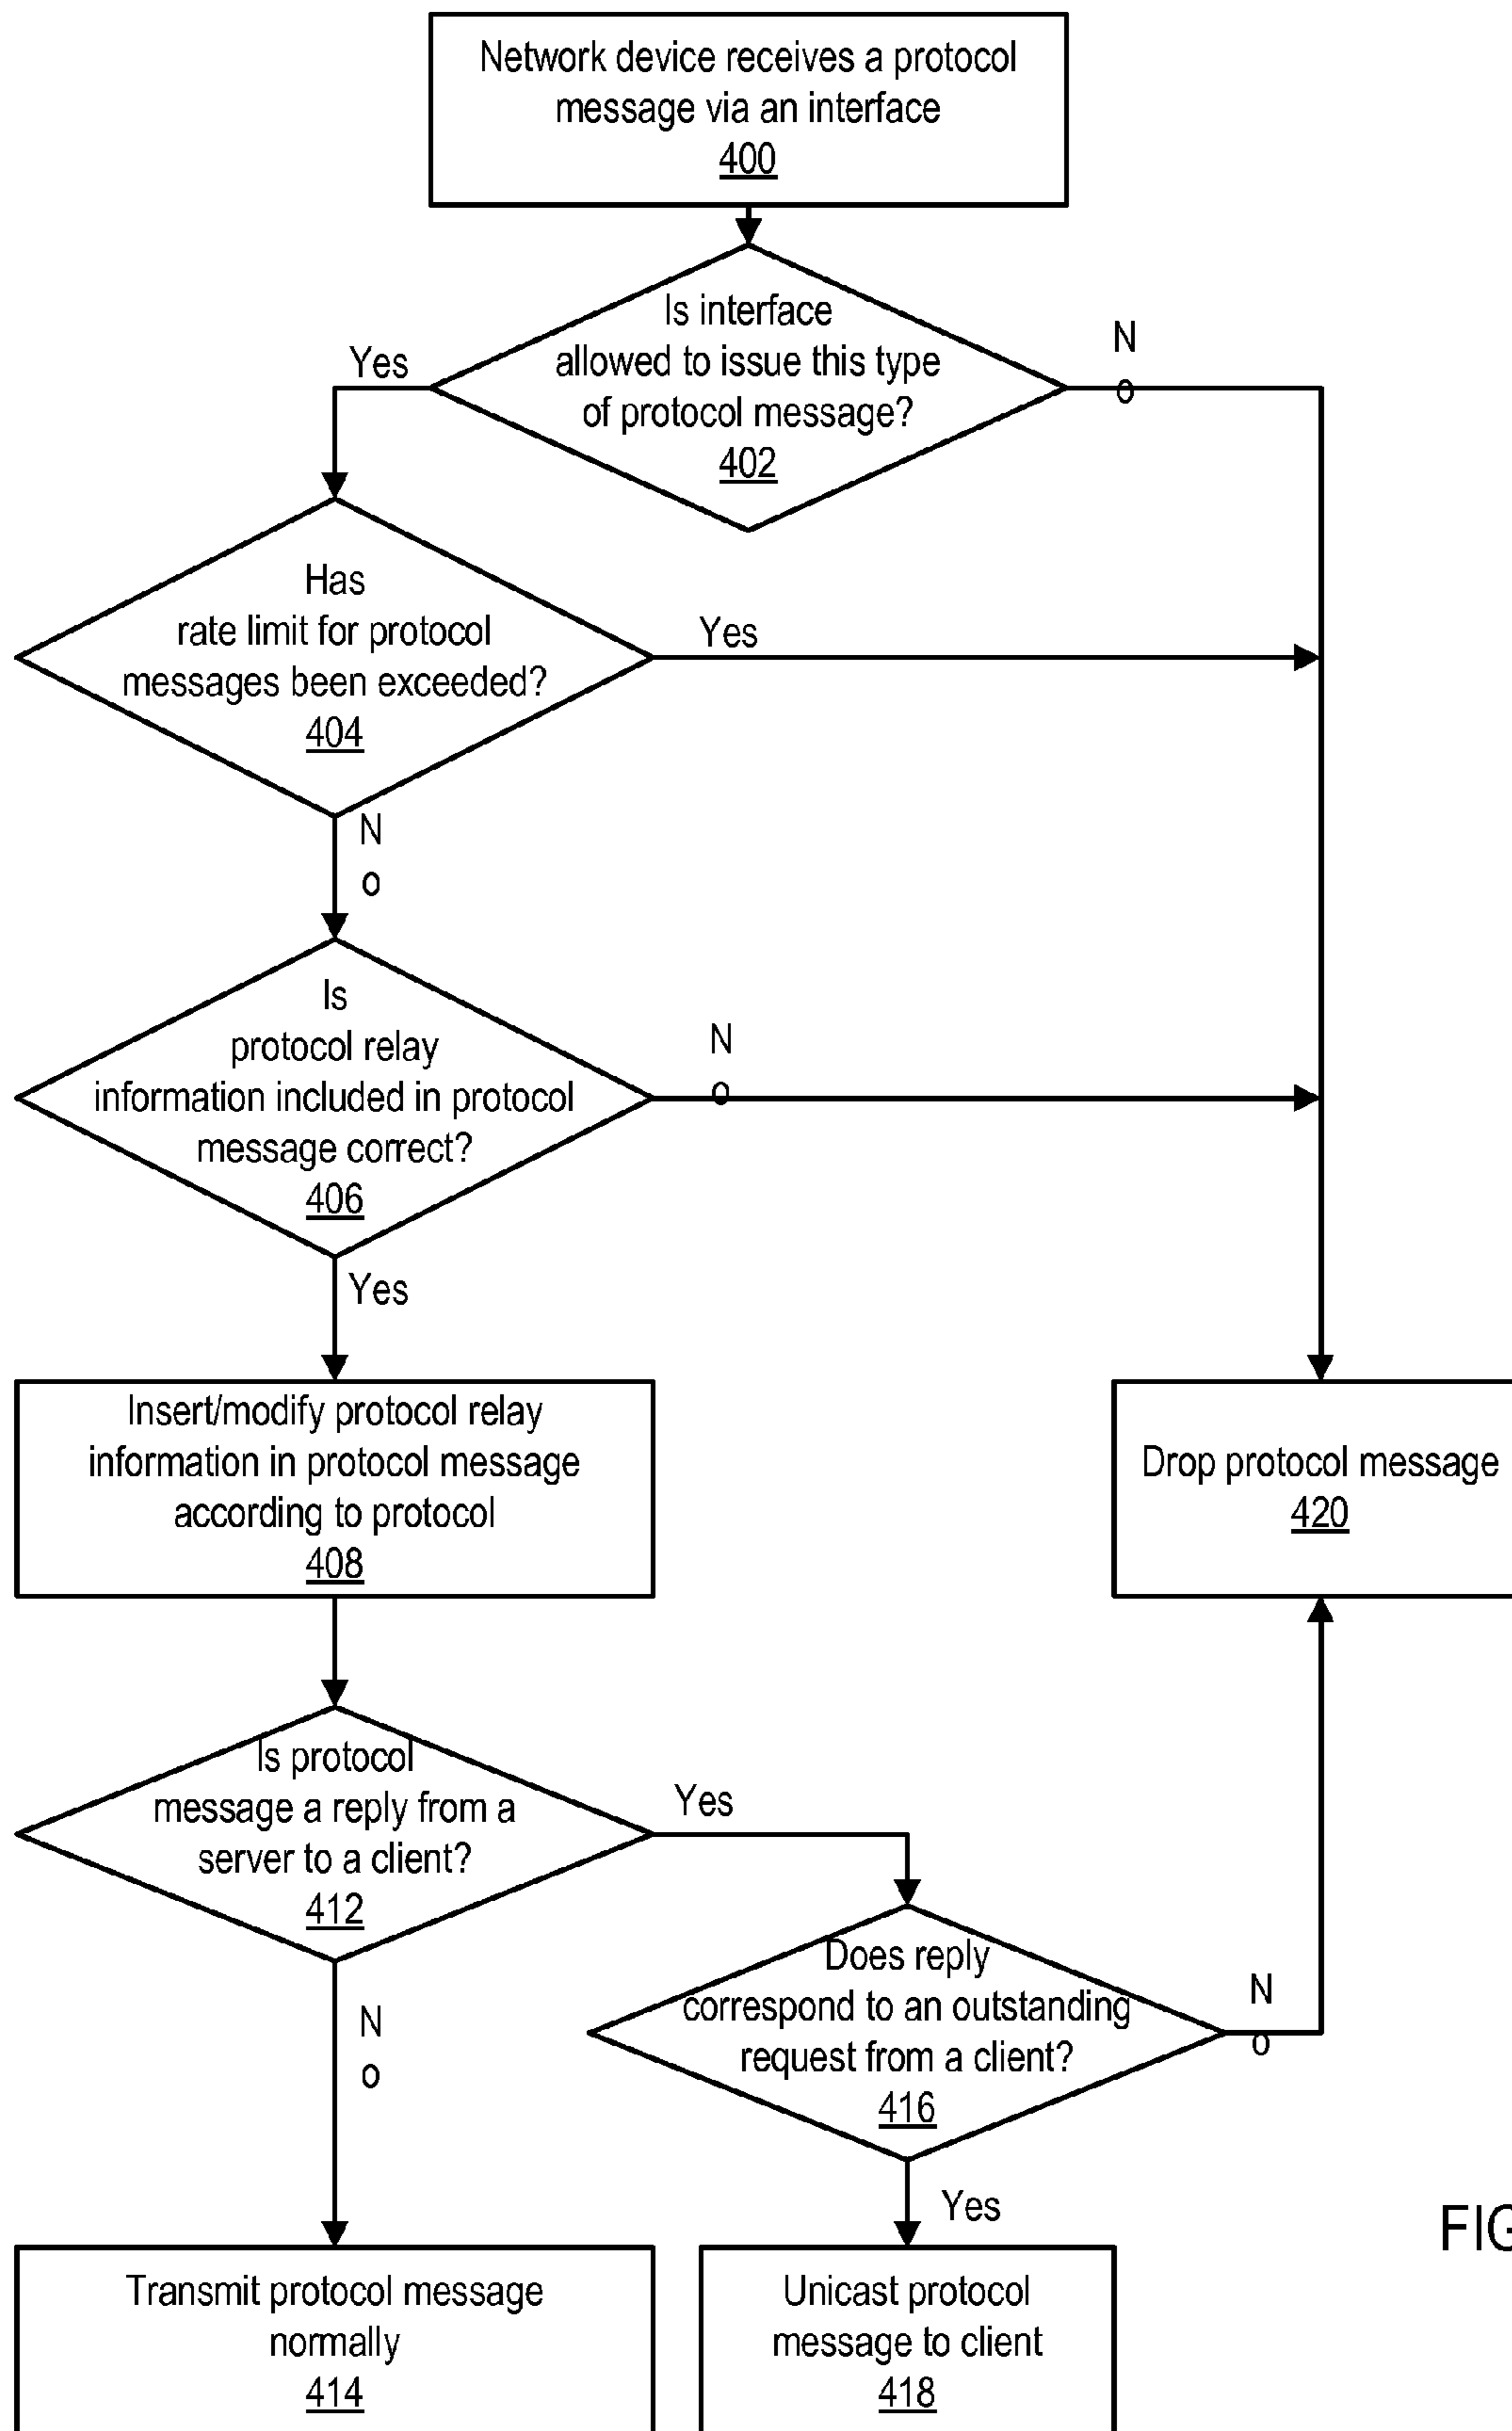 Network device receives a protocol
message via an interface
400
Is interface
allowed to issue this type
of protocol message?
402
Yes
N
o
Has
rate limit for protocol
messages been exceeded?
404
Yes
N
o
Is
protocol relay
information included in protocol
message correct?
406
N
o
Yes
Insert/modify protocol relay
information in protocol message
according to protocol
408
Drop protocol message
420
Is protocol
message a reply from a
server to a client?
412
Yes
N
o
Does reply
correspond to an outstanding
request from a client?
416
N
o
Yes
FIG
Transmit protocol message
normally
414
Unicast protocol
message to client
418